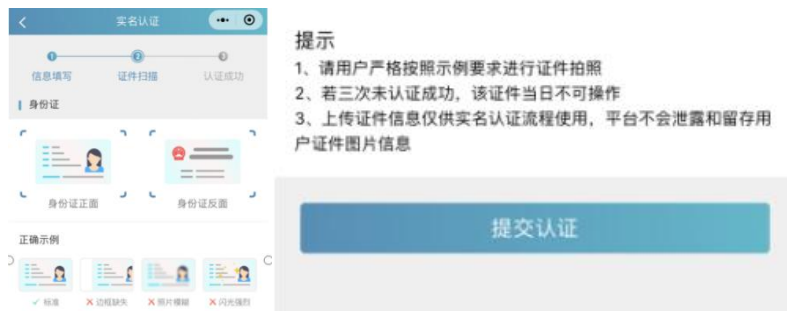 实名认证
1
2
3
信息填写
证件扫描
认证成功
身份证
身份证正面
身份证反面
正确示例
标准
边框缺失
照片模糊
闪光强烈
提示
1、请用户严格按照示例要求进行证件拍照
2、若三次未认证成功，该证件当日不可操作
3、上传证件信息仅供实名认证流程使用，平台不会泄露和留存用
户证件图片信息
提交认证